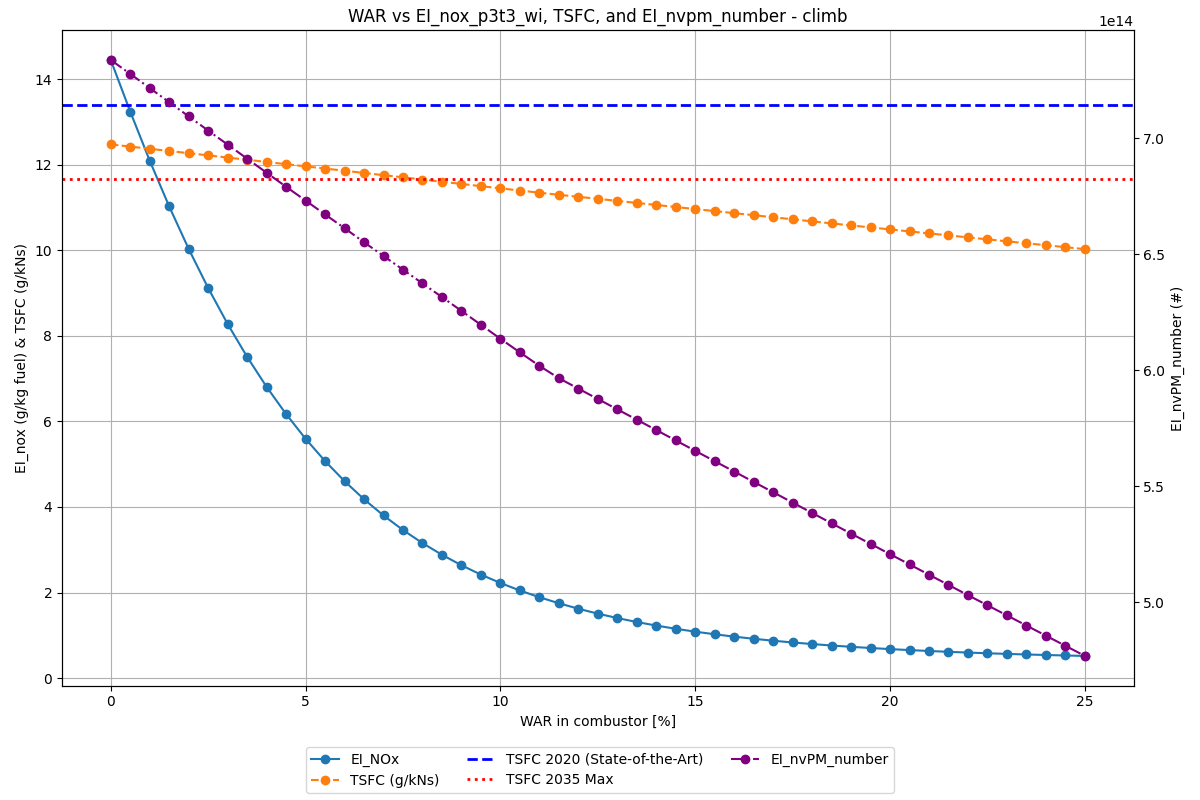 WAR vs EI_nox_p3t3_wi, TSFC, and EI_nvpm_number - climb
1e14
EI_nox (g/kg fuel) & TSFC (g/kNs)
14
12
10
8
6
4
2
0
7.0
6.5
6.0
5.5
5.0
EI_nvPM_number (#)
0 5 10 15 20 25
WAR in combustor [%]
EI_NOx TSFC 2020 (State-of-the-Art) EI_nvPM_number
TSFC (g/kNs) TSFC 2035 Max